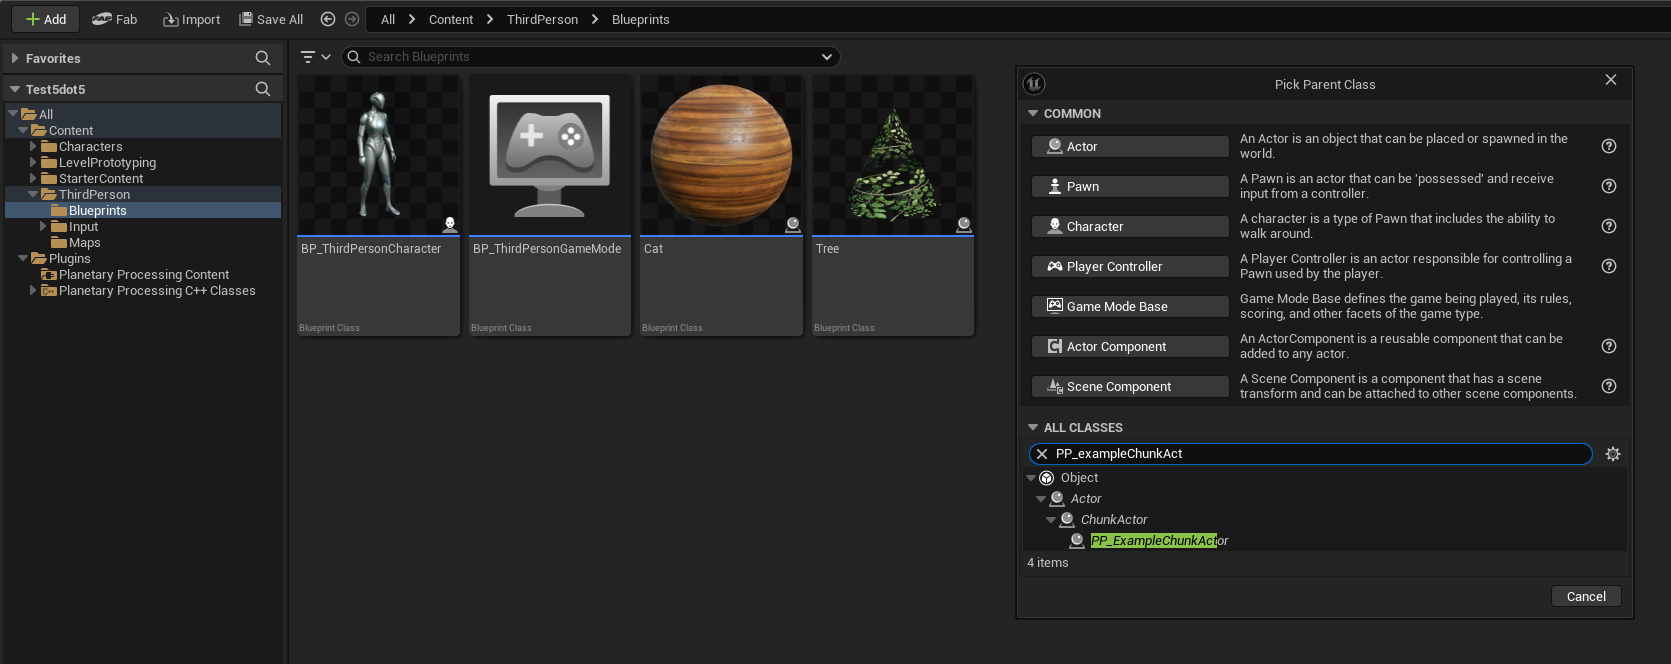 Add
Fab
Import
Save All
All
Content
ThirdPerson
Blueprints
Favorites
Test5dot5
All
Content
Characters
LevelPrototyping
StarterContent
ThirdPerson
Blueprints
Input
Maps
Plugins
Planetary Processing Content
Planetary Processing C++ Classes
Search Blueprints
BP_ThirdPersonCharacter
Blueprint Class
BP_ThirdPersonGameMode
Blueprint Class
Cat
Blueprint Class
Tree
Blueprint Class
Pick Parent Class
COMMON
Actor
An Actor is an object that can be placed or spawned in the
world.
Pawn
A Pawn is an actor that can be 'possessed' and receive
input from a controller.
Character
A character is a type of Pawn that includes the ability to
walk around.
Player Controller
A Player Controller is an actor responsible for controlling a
Pawn used by the player.
Game Mode Base
Game Mode Base defines the game being played, its rules,
scoring, and other facets of the game type.
Actor Component
An ActorComponent is a reusable component that can be
added to any actor.
Scene Component
A Scene Component is a component that has a scene
transform and can be attached to other scene components.
ALL CLASSES
PP_exampleChunkAct
Object
Actor
ChunkActor
PP_ExampleChunkActor
4 items
Cancel